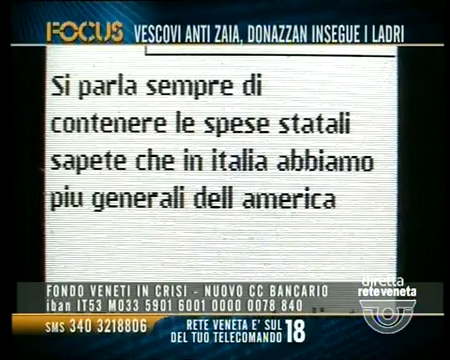 FOCUS VESCOVI ANTI ZAIA, DONAZZAN INSEGUE I LADRI
Si parla sempre di
contenere le spese statali
sapete che in italia abbiamo
piu generali dell america
FONDO VENETI IN CRISI - NUOVO CC BANCARIO
iban IT53 M033 5901 6001 0000 0078 840
diretta
reteveneta
SMS 340 3218806
RETE VENETA E' SUL
DEL TUO TELECOMANDO 18